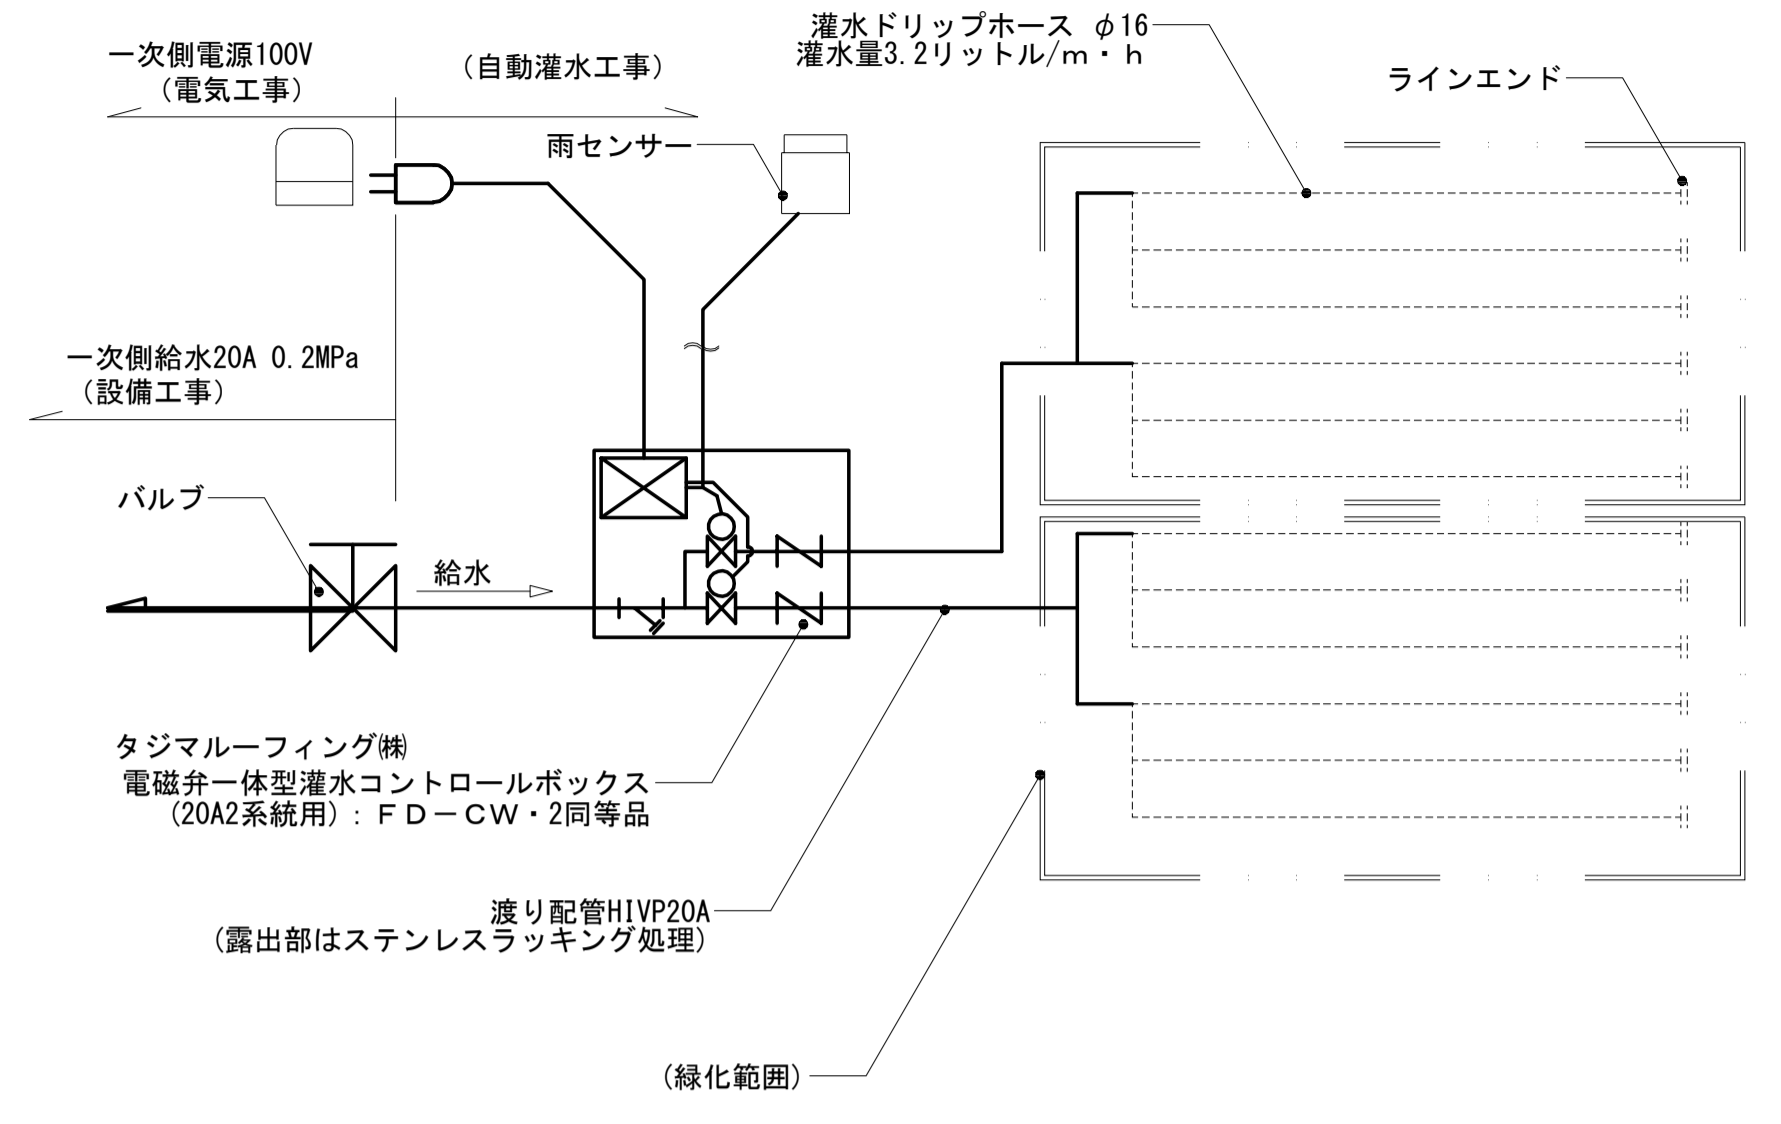 灌水ドリップホース φ16
灌水量3.2リットル/m・h
ラインエンド
一次側電源100V
(電気工事)
(自動灌水工事)
雨センサー
一次側給水20A 0.2MPa
(設備工事)
バルブ
給水
タジマルーフィング㈱
電磁弁一体型灌水コントロールボックス
(20A2系統用):FD-CW・2同等品
渡り配管HIVP20A
(露出部はステンレスラッキング処理)
(緑化範囲)